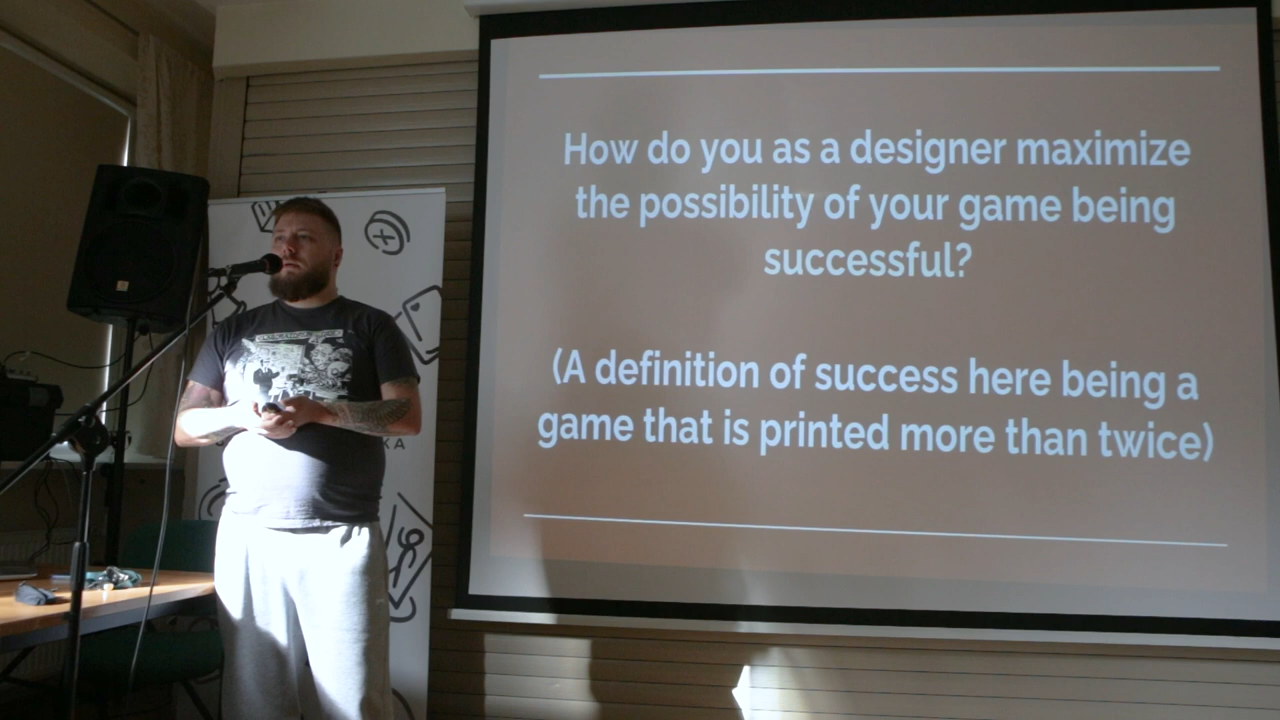 How do you as a designer maximize
the possibility of your game being
successful?
(A definition of success here being a
game that is printed more than twice)
KA